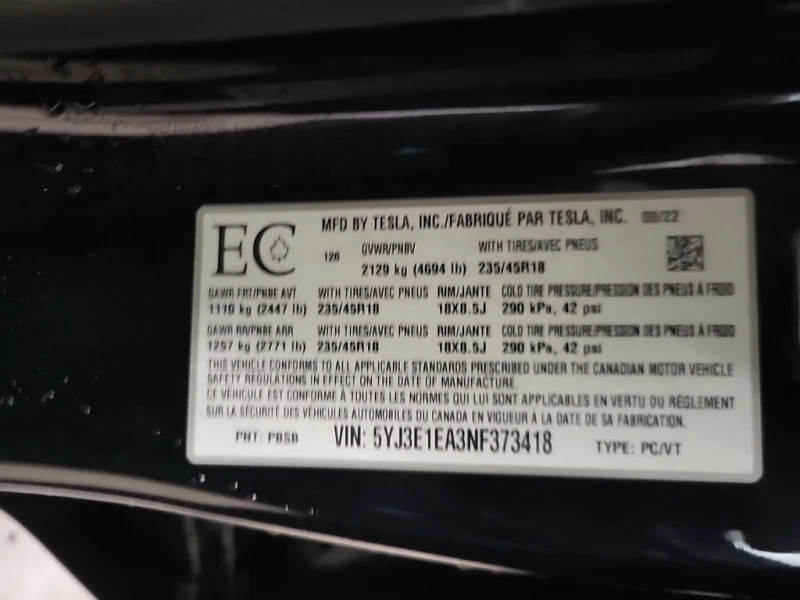 EC
MFD BY TESLA, INC./FABRIQUÉ PAR TESLA, INC. 09/22
126 GVWR/PNBV WITH TIRES/AVEC PNEUS
2129 kg (4694 lb) 235/45R18
GAWR FRT/PNBE AVT WITH TIRES/AVEC PNEUS RIM/JANTE COLD TIRE PRESSURE/PRESSION DES PNEUS À FROID
1110 kg (2447 lb) 235/45R18 18X8.5J 290 kPa, 42 psi
GAWR RR/PNBE ARR WITH TIRES/AVEC PNEUS RIM/JANTE COLD TIRE PRESSURE/PRESSION DES PNEUS À FROID
1257 kg (2771 lb) 235/45R18 18X8.5J 290 kPa, 42 psi
THIS VEHICLE CONFORMS TO ALL APPLICABLE STANDARDS PRESCRIBED UNDER THE CANADIAN MOTOR VEHICLE
SAFETY REGULATIONS IN EFFECT ON THE DATE OF MANUFACTURE.
CE VÉHICULE EST CONFORME À TOUTES LES NORMES QUI LUI SONT APPLICABLES EN VERTU DU RÈGLEMENT
SUR LA SÉCURITÉ DES VÉHICULES AUTOMOBILES DU CANADA EN VIGUEUR À LA DATE DE SA FABRICATION.
PNT: PBSB VIN: 5YJ3E1EA3NF373418 TYPE: PC/VT